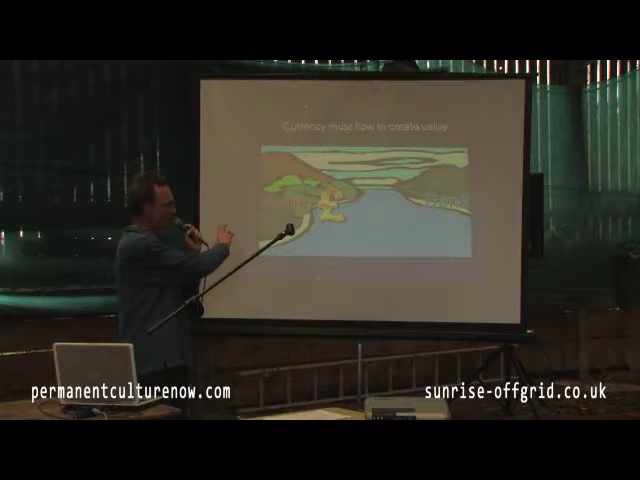 Currency must flow to create value
permanentculturenow.com
sunrise-offgrid.co.uk